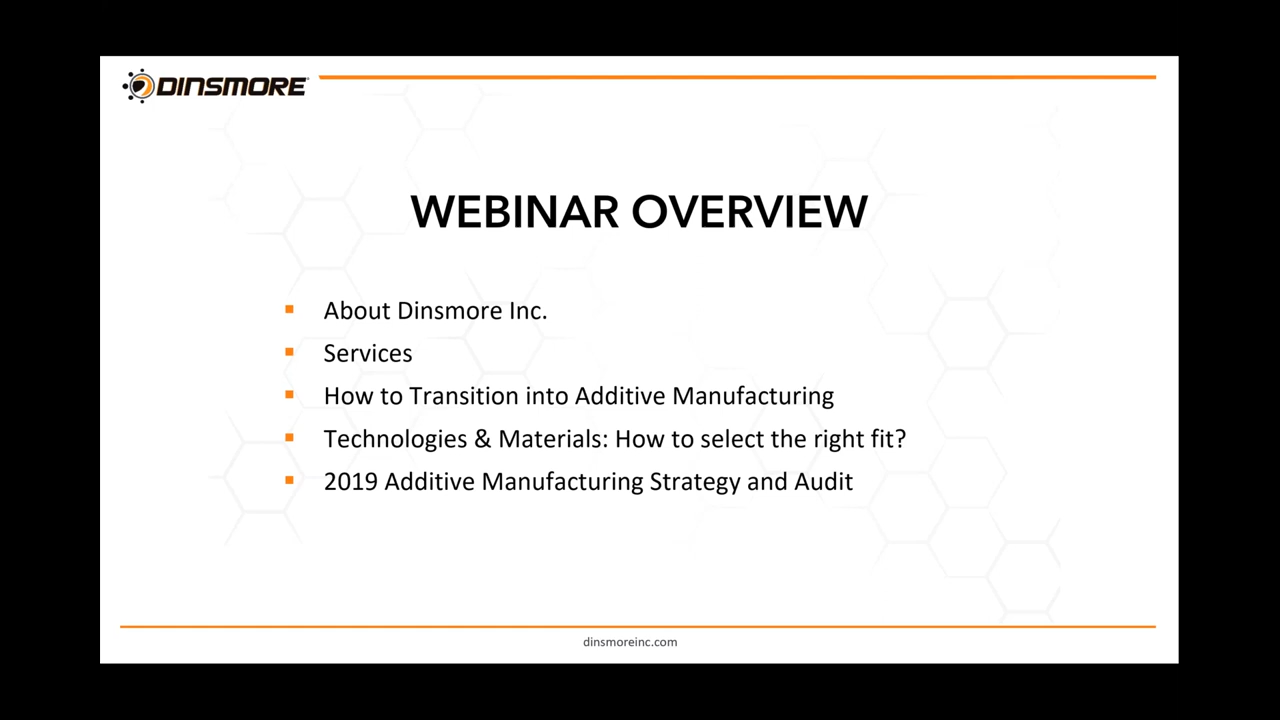 DINSMORE
WEBINAR OVERVIEW
About Dinsmore Inc.
Services
How to Transition into Additive Manufacturing
Technologies & Materials: How to select the right fit?
2019 Additive Manufacturing Strategy and Audit
dinsmoreinc.com